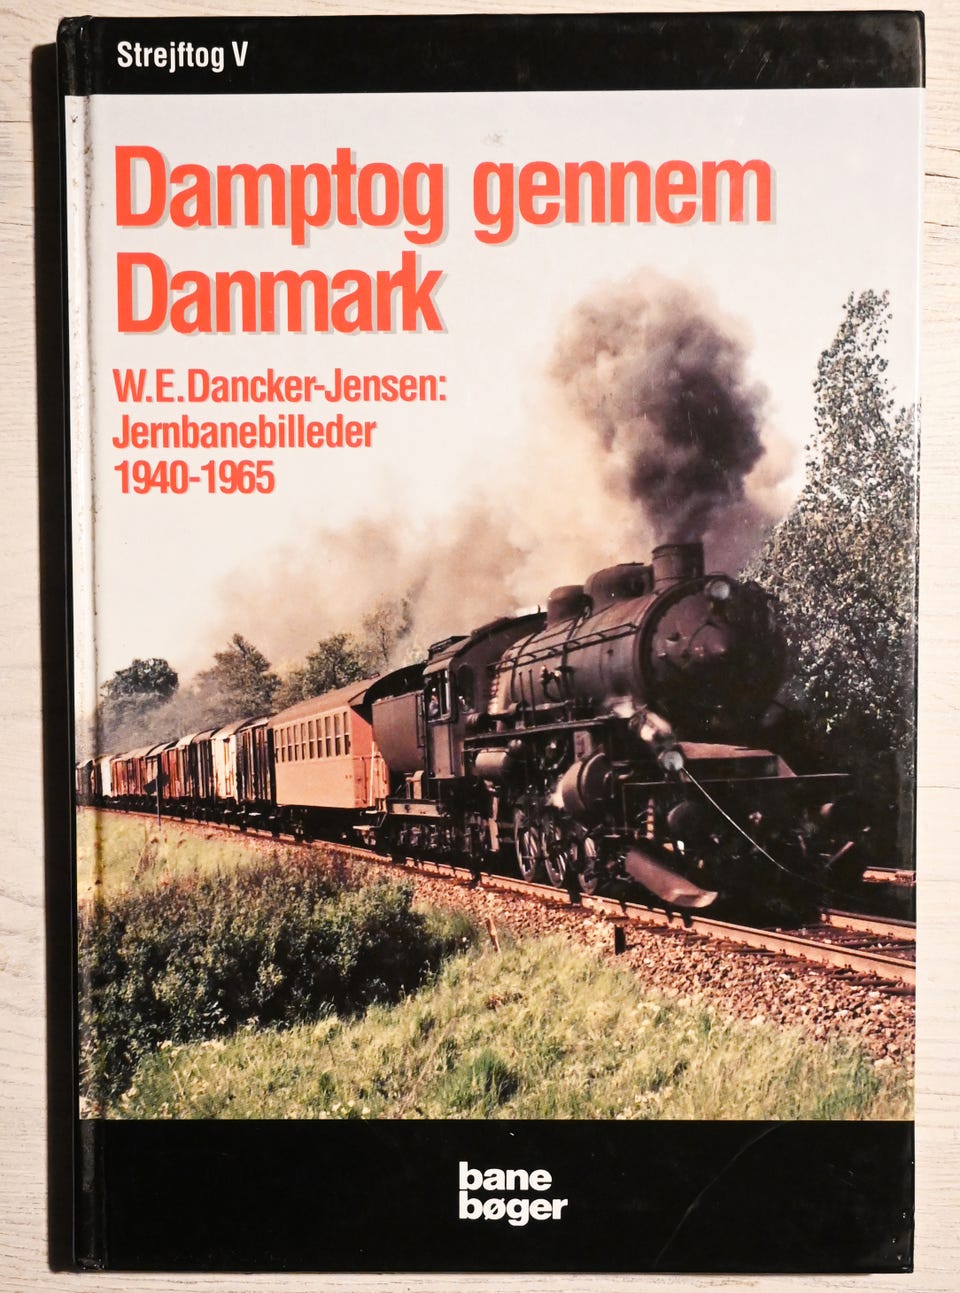 Strejftog V
Damptog gennem
Danmark
W.E.Dancker-Jensen:
Jernbanebilleder
1940-1965
bane
bøger